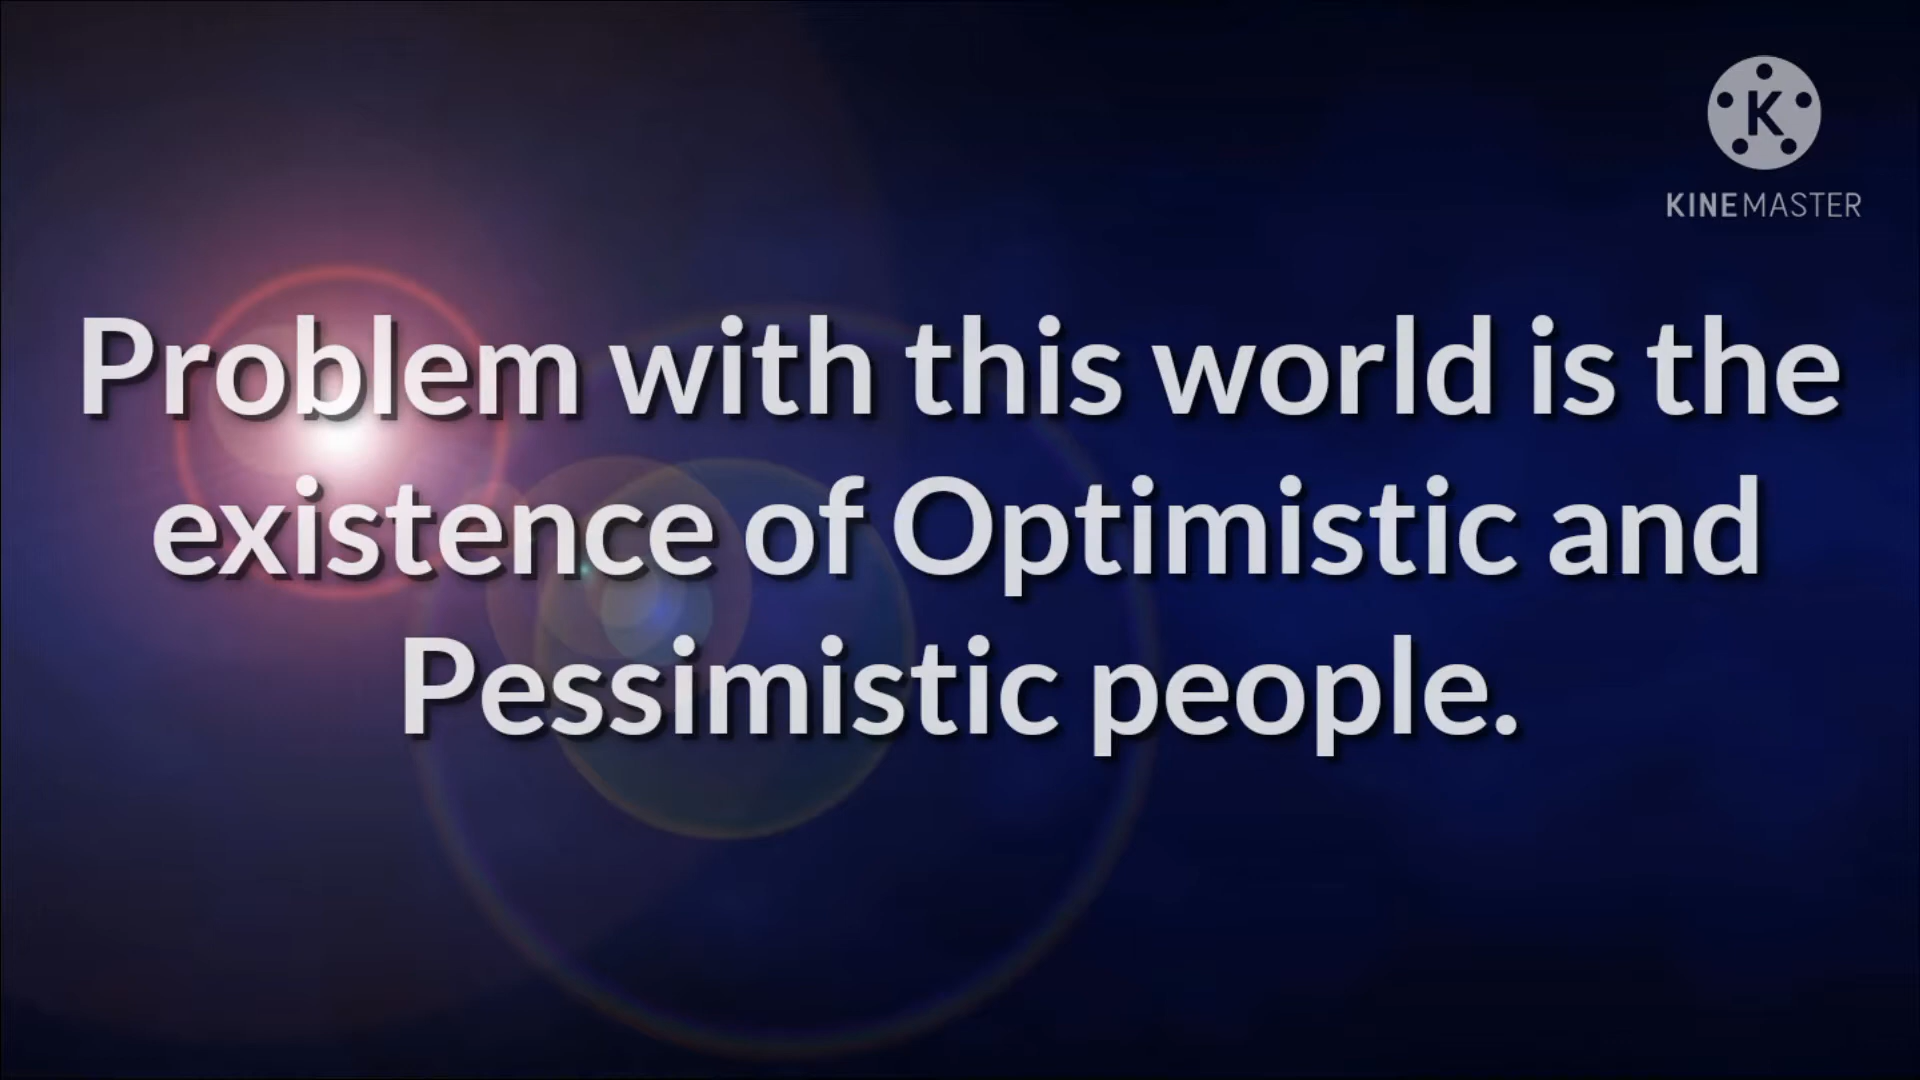 K
KINEMASTER
Problem with this world is the
existence of Optimistic and
Pessimistic people.